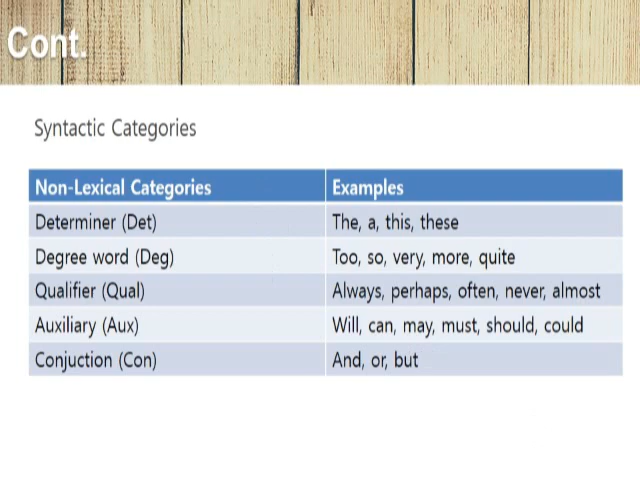 Cont.
Syntactic Categories
Non-Lexical Categories Examples
Determiner (Det) The, a, this, these
Degree word (Deg) Too, so, very, more, quite
Qualifier (Qual) Always, perhaps, often, never, almost
Auxiliary (Aux) Will, can, may, must, should, could
Conjuction (Con) And, or, but